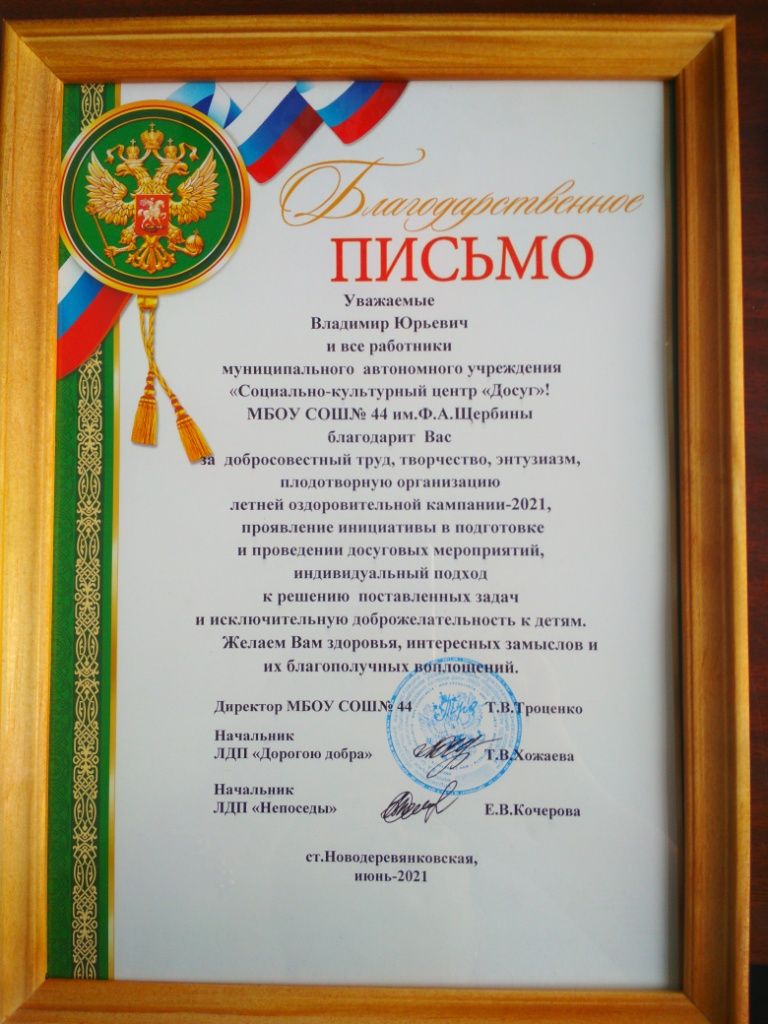 Благодарственное
ПИСЬМО
Уважаемые
Владимир Юрьевич
и все работники
муниципального автономного учреждения
«Социально-культурный центр «Досуг»!
МБОУ СОШ№ 44 им.Ф.А.Щербины
благодарит Вас
за добросовестный труд, творчество, энтузиазм,
плодотворную организацию
летней оздоровительной кампании-2021,
проявление инициативы в подготовке
и проведении досуговых мероприятий,
индивидуальный подход
к решению поставленных задач
и исключительную доброжелательность к детям.
Желаем Вам здоровья, интересных замыслов и
их благополучных воплощений.
Директор МБОУ СОШ№ 44 Т.В.Троценко
Начальник
ЛДП «Дорогою добра» Т.В.Хожаева
Начальник
ЛДП «Непоседы» Е.В.Кочерова
ст.Новодеревянковская,
июнь-2021